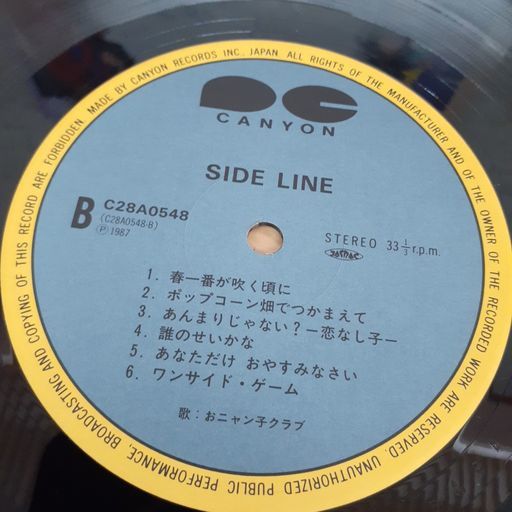 CANYON
SIDE LINE
B
C28A0548
(C28A0548-B)
Ⓟ 1987
STEREO 33 1/3 r.p.m.
1. 春一番が吹く頃に
2. ポップコーン畑でつかまえて
3. あんまりじゃない?ー恋なし子ー
4. 誰のせいかな
5. あなただけ おやすみなさい
6. ワンサイド・ゲーム
歌:おニャン子クラブ
MADE BY CANYON RECORDS INC., JAPAN ALL RIGHTS OF THE MANUFACTURER AND OF THE OWNER OF THE RECORDED WORK ARE RESERVED. UNAUTHORIZED PUBLIC PERFORMANCE, BROADCASTING AND COPYING OF THIS RECORD ARE FORBIDDEN.